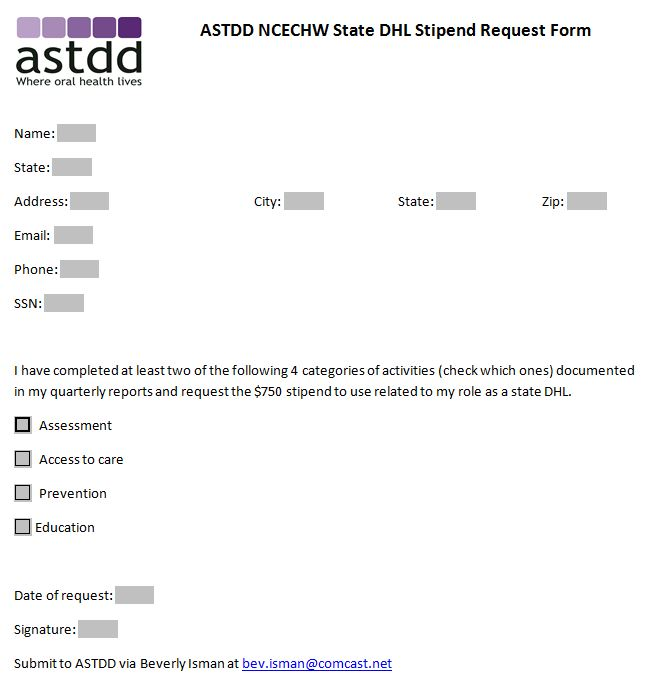 astdd
Where oral health lives
ASTDD NCECHW State DHL Stipend Request Form
Name:
State:
Address: City: State: Zip:
Email:
Phone:
SSN:
I have completed at least two of the following 4 categories of activities (check which ones) documented
in my quarterly reports and request the $750 stipend to use related to my role as a state DHL.
Assessment
Access to care
Prevention
Education
Date of request:
Signature:
Submit to ASTDD via Beverly Isman at bev.isman@comcast.net